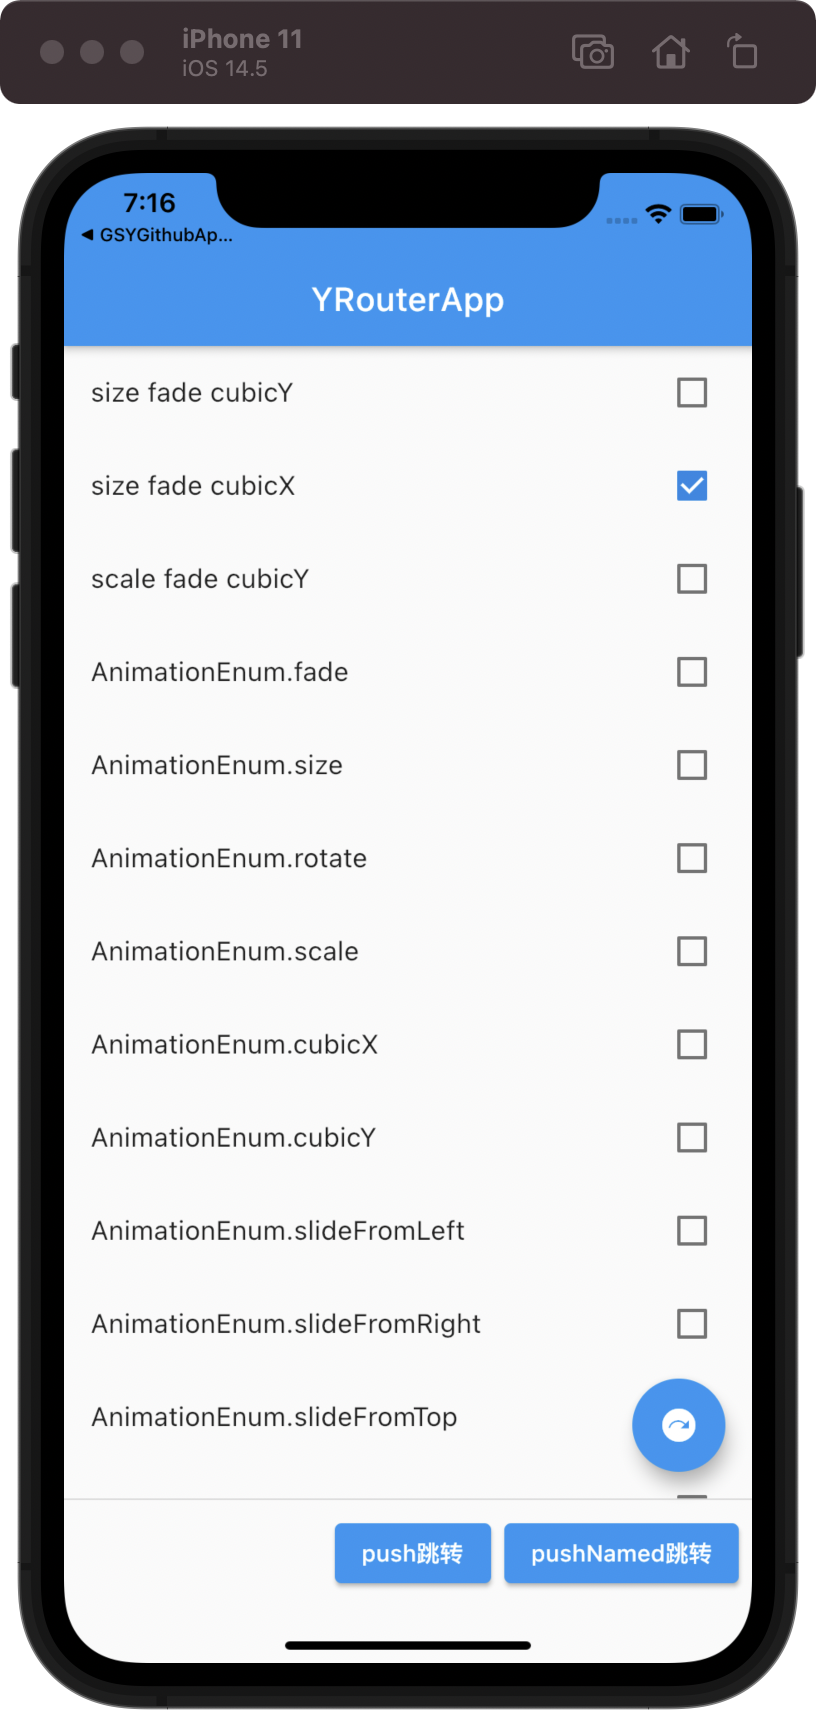 iPhone 11
iOS 14.5
7:16
GSYGithubAp...
YRouterApp
size fade cubicY
size fade cubicX
scale fade cubicY
AnimationEnum.fade
AnimationEnum.size
AnimationEnum.rotate
AnimationEnum.scale
AnimationEnum.cubicX
AnimationEnum.cubicY
AnimationEnum.slideFromLeft
AnimationEnum.slideFromRight
AnimationEnum.slideFromTop
push跳转 pushNamed跳转